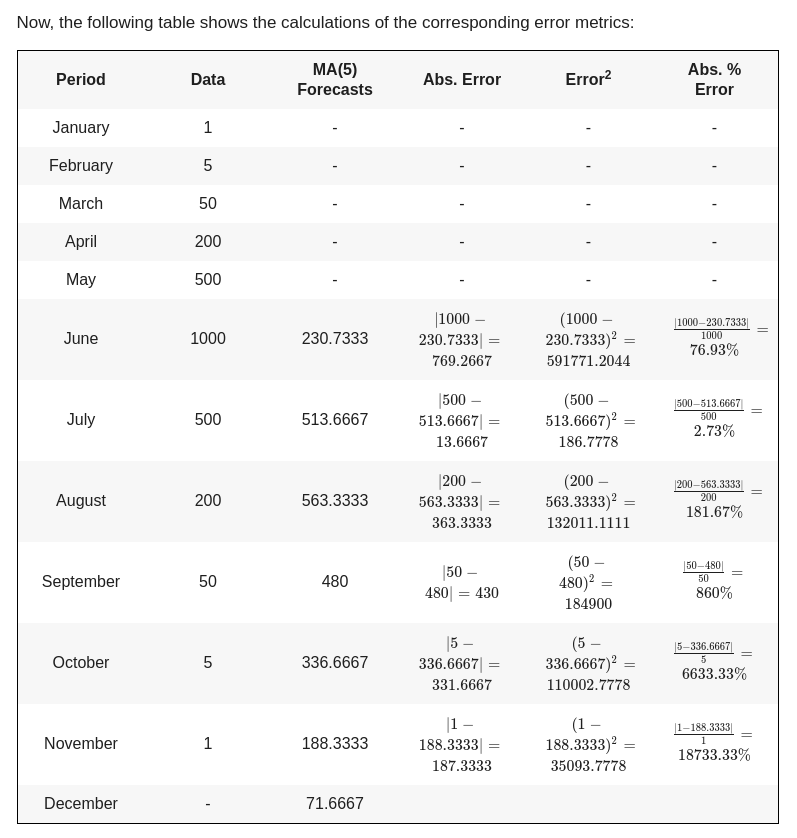 Now, the following table shows the calculations of the corresponding error metrics:
Period Data MA(5) Forecasts Abs. Error Error² Abs. % Error
January 1 - - - -
February 5 - - - -
March 50 - - - -
April 200 - - - -
May 500 - - - -
June 1000 230.7333 |1000 − 230.7333| = 769.2667 (1000 − 230.7333)² = 591771.2044 |1000−230.7333|/1000 = 76.93%
July 500 513.6667 |500 − 513.6667| = 13.6667 (500 − 513.6667)² = 186.7778 |500−513.6667|/500 = 2.73%
August 200 563.3333 |200 − 563.3333| = 363.3333 (200 − 563.3333)² = 132011.1111 |200−563.3333|/200 = 181.67%
September 50 480 |50 − 480| = 430 (50 − 480)² = 184900 |50−480|/50 = 860%
October 5 336.6667 |5 − 336.6667| = 331.6667 (5 − 336.6667)² = 110002.7778 |5−336.6667|/5 = 6633.33%
November 1 188.3333 |1 − 188.3333| = 187.3333 (1 − 188.3333)² = 35093.7778 |1−188.3333|/1 = 18733.33%
December - 71.6667